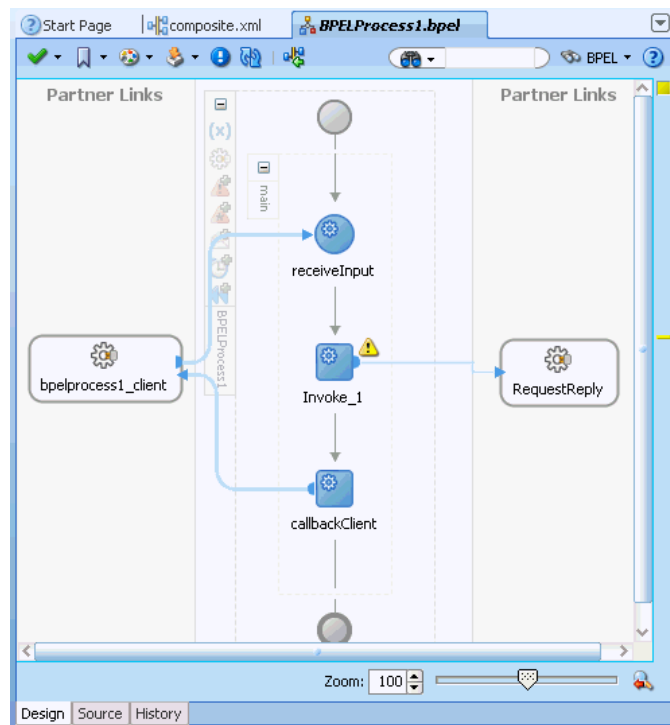 Start Page
composite.xml
BPELProcess1.bpel
BPEL
Partner Links
Partner Links
(x)
main
BPELProcess1
receiveInput
bpelprocess1_client
Invoke_1
RequestReply
callbackClient
Zoom: 100
Design Source History